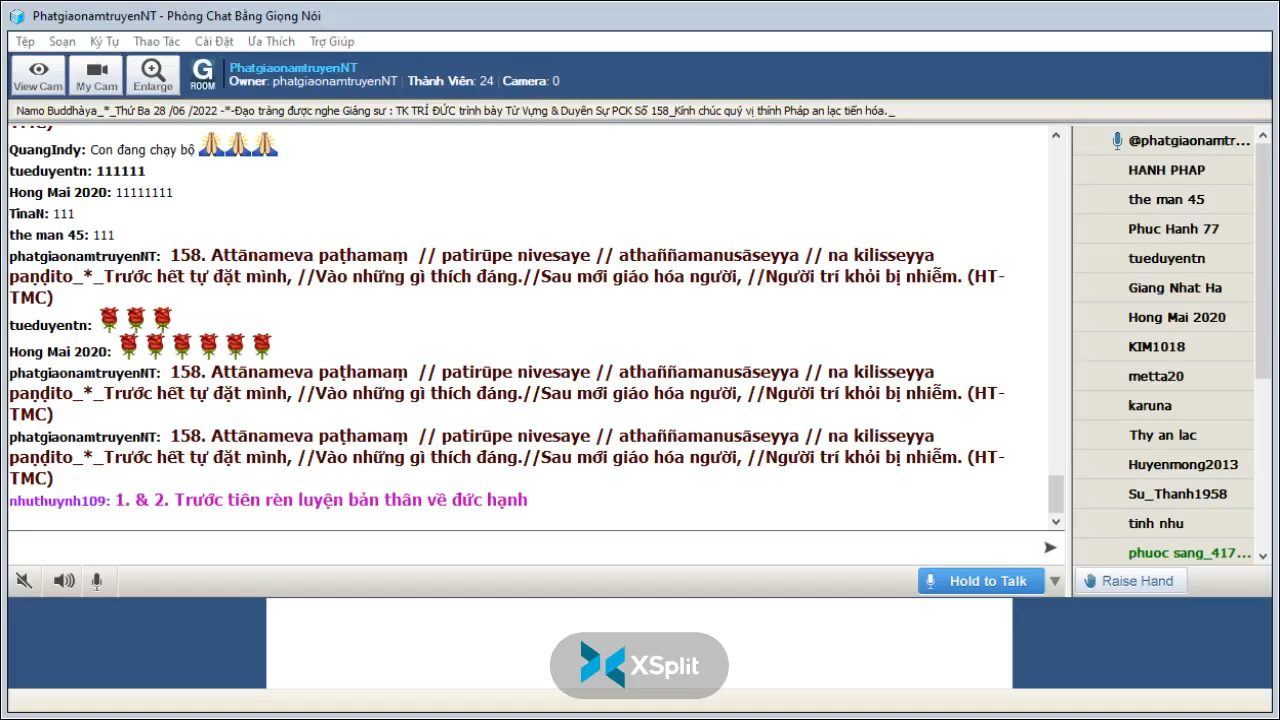 PhatgiaonamtruyenNT - Phòng Chat Bằng Giọng Nói
Tệp Soạn Ký Tự Thao Tác Cài Đặt Ưa Thích Trợ Giúp
View Cam My Cam Enlarge G ROOM
PhatgiaonamtruyenNT
Owner: phatgiaonamtruyenNT | Thành Viên: 24 | Camera: 0
Namo Buddhàya_*_Thứ Ba 28 /06 /2022 -*-Đạo tràng được nghe Giảng sư : TK TRÍ ĐỨC trình bày Từ Vựng & Duyên Sự PCK Số 158_Kính chúc quý vị thính Pháp an lạc tiến hóa._
TMC)
QuangIndy: Con đang chạy bộ
tueduyentn: 111111
Hong Mai 2020: 11111111
TinaN: 111
the man 45: 111
phatgiaonamtruyenNT: 158. Attānameva paṭhamaṃ // patirūpe nivesaye // athaññamanusāseyya // na kilisseyya
paṇḍito_*_Trước hết tự đặt mình, //Vào những gì thích đáng.//Sau mới giáo hóa người, //Người trí khỏi bị nhiễm. (HT-
TMC)
tueduyentn:
Hong Mai 2020:
phatgiaonamtruyenNT: 158. Attānameva paṭhamaṃ // patirūpe nivesaye // athaññamanusāseyya // na kilisseyya
paṇḍito_*_Trước hết tự đặt mình, //Vào những gì thích đáng.//Sau mới giáo hóa người, //Người trí khỏi bị nhiễm. (HT-
TMC)
phatgiaonamtruyenNT: 158. Attānameva paṭhamaṃ // patirūpe nivesaye // athaññamanusāseyya // na kilisseyya
paṇḍito_*_Trước hết tự đặt mình, //Vào những gì thích đáng.//Sau mới giáo hóa người, //Người trí khỏi bị nhiễm. (HT-
TMC)
nhuthuynh109: 1. & 2. Trước tiên rèn luyện bản thân về đức hạnh
@phatgiaonamtr...
HANH PHAP
the man 45
Phuc Hanh 77
tueduyentn
Giang Nhat Ha
Hong Mai 2020
KIM1018
metta20
karuna
Thy an lac
Huyenmong2013
Su_Thanh1958
tinh nhu
phuoc sang_417...
Hold to Talk
Raise Hand
XSplit